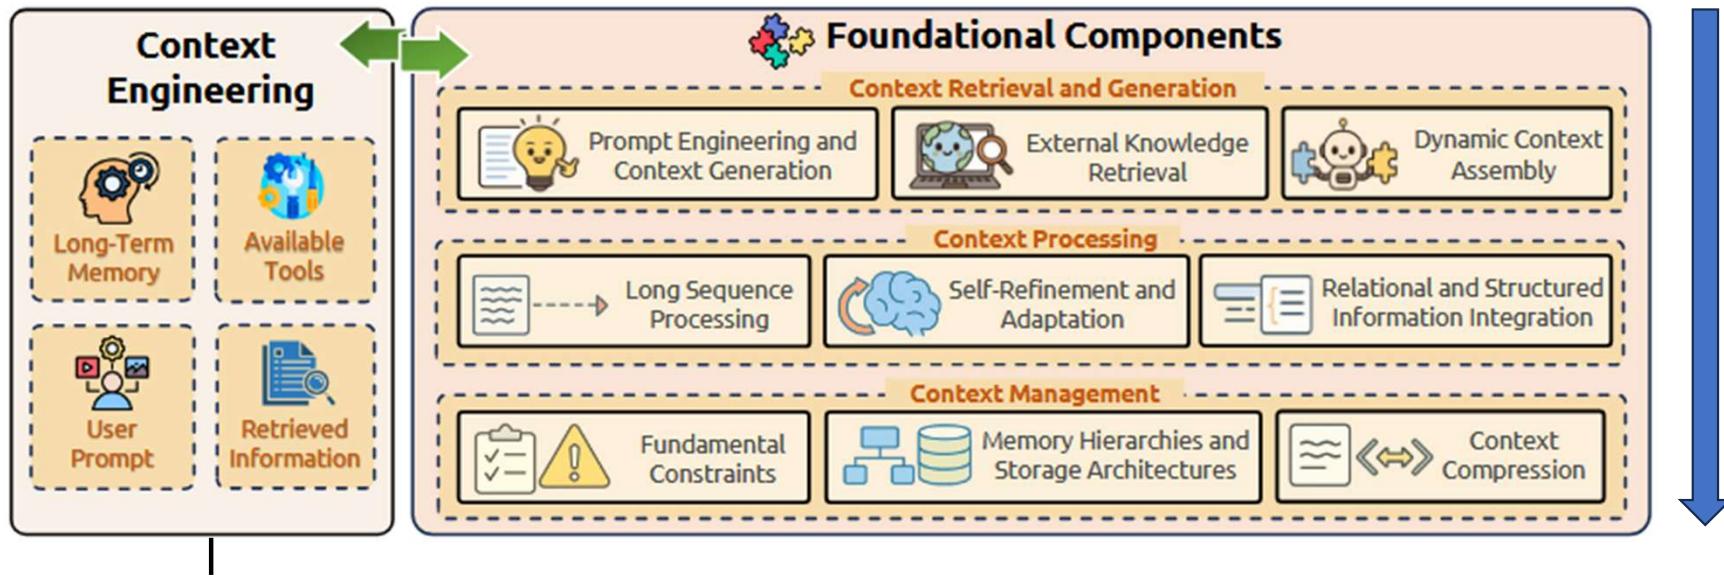 Context
Engineering
Long-Term
Memory
Available
Tools
User
Prompt
Retrieved
Information
Foundational Components
Context Retrieval and Generation
Prompt Engineering and
Context Generation
External Knowledge
Retrieval
Dynamic Context
Assembly
Context Processing
Long Sequence
Processing
Self-Refinement and
Adaptation
Relational and Structured
Information Integration
Context Management
Fundamental
Constraints
Memory Hierarchies and
Storage Architectures
Context
Compression